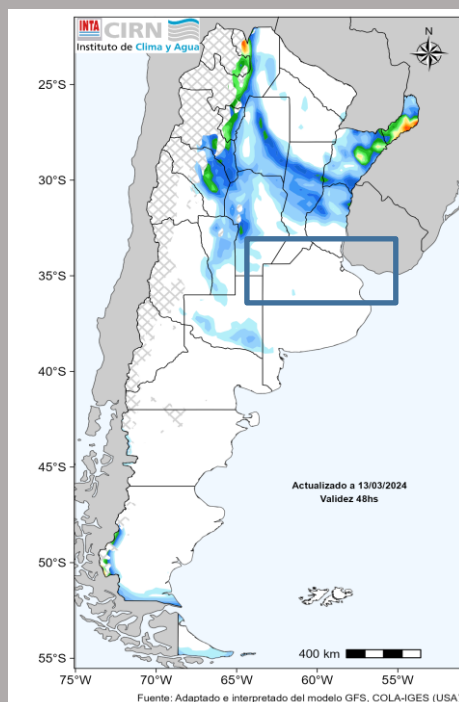 INTA CIRN
Instituto de Clima y Agua
N
25°S
30°S
35°S
40°S
45°S
50°S
55°S
Actualizado a 13/03/2024
Validez 48hs
400 km
75°W 70°W 65°W 60°W 55°W
Fuente: Adaptado e interpretado del modelo GFS, COLA-IGES (USA)